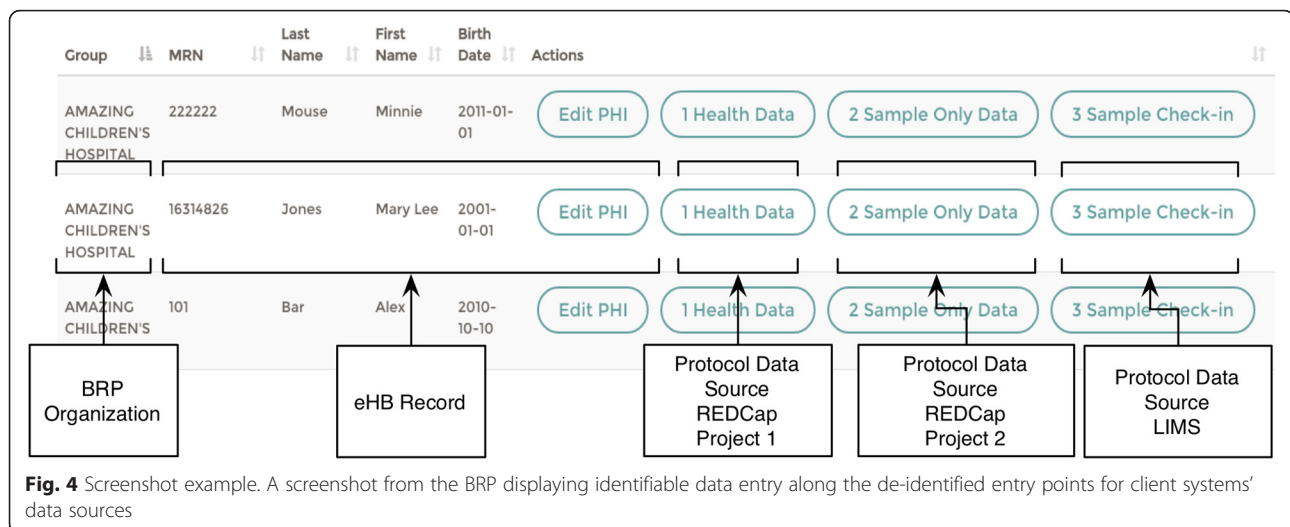 Group MRN Last Name First Name Birth Date Actions
AMAZING CHILDREN'S HOSPITAL 222222 Mouse Minnie 2011-01-01 Edit PHI 1 Health Data 2 Sample Only Data 3 Sample Check-in
AMAZING CHILDREN'S HOSPITAL 16314826 Jones Mary Lee 2001-01-01 Edit PHI 1 Health Data 2 Sample Only Data 3 Sample Check-in
AMAZING CHILDREN'S 101 Bar Alex 2010-10-10 Edit PHI 1 Health Data 2 Sample Only Data 3 Sample Check-in
BRP
Organization
eHB Record
Protocol Data
Source
REDCap
Project 1
Protocol Data
Source
REDCap
Project 2
Protocol Data
Source
LIMS
Fig. 4 Screenshot example. A screenshot from the BRP displaying identifiable data entry along the de-identified entry points for client systems'
data sources